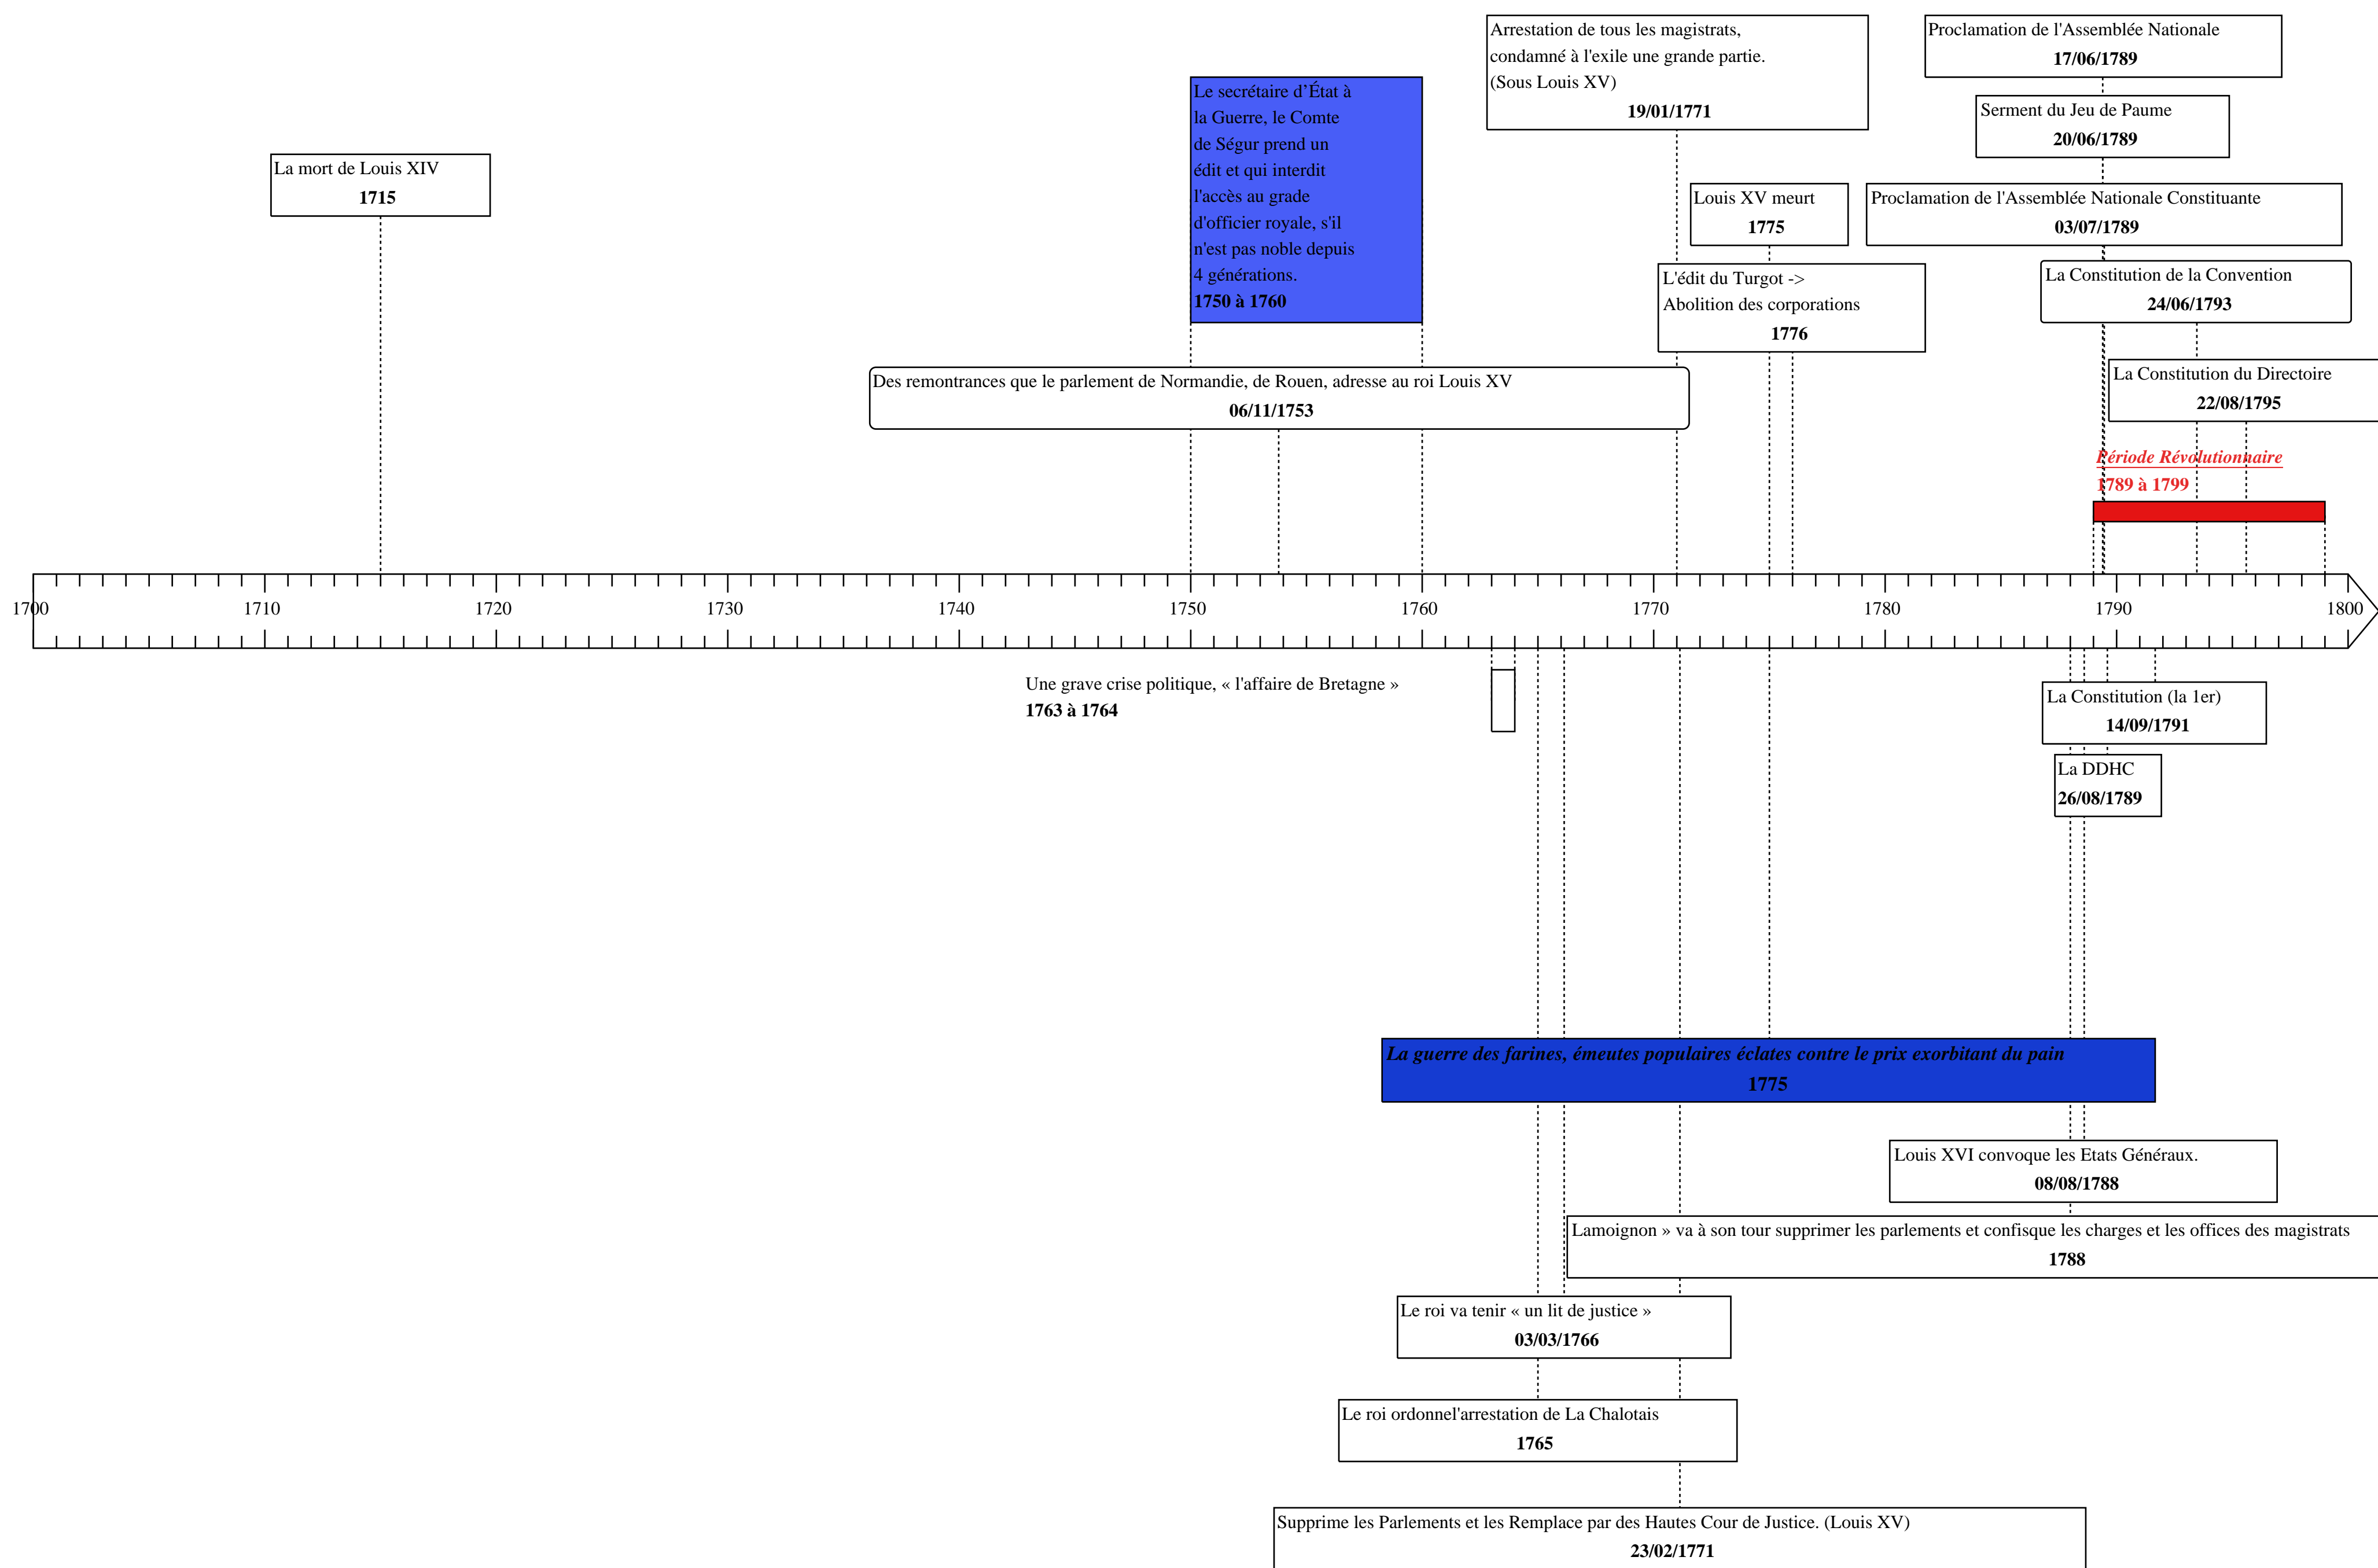 Arrestation de tous les magistrats,
condamné à l'exile une grande partie.
(Sous Louis XV)
19/01/1771
Proclamation de l'Assemblée Nationale
17/06/1789
Le secrétaire d’État à
la Guerre, le Comte
de Ségur prend un
édit et qui interdit
l'accès au grade
d'officier royale, s'il
n'est pas noble depuis
4 générations.
1750 à 1760
Serment du Jeu de Paume
20/06/1789
La mort de Louis XIV
1715
Louis XV meurt
1775
Proclamation de l'Assemblée Nationale Constituante
03/07/1789
L'édit du Turgot ->
Abolition des corporations
1776
La Constitution de la Convention
24/06/1793
Des remontrances que le parlement de Normandie, de Rouen, adresse au roi Louis XV
06/11/1753
La Constitution du Directoire
22/08/1795
Période Révolutionnaire
1789 à 1799
1700 1710 1720 1730 1740 1750 1760 1770 1780 1790 1800
Une grave crise politique, « l'affaire de Bretagne »
1763 à 1764
La Constitution (la 1er)
14/09/1791
La DDHC
26/08/1789
La guerre des farines, émeutes populaires éclates contre le prix exorbitant du pain
1775
Louis XVI convoque les Etats Généraux.
08/08/1788
Lamoignon » va à son tour supprimer les parlements et confisque les charges et les offices des magistrats
1788
Le roi va tenir « un lit de justice »
03/03/1766
Le roi ordonnel'arrestation de La Chalotais
1765
Supprime les Parlements et les Remplace par des Hautes Cour de Justice. (Louis XV)
23/02/1771